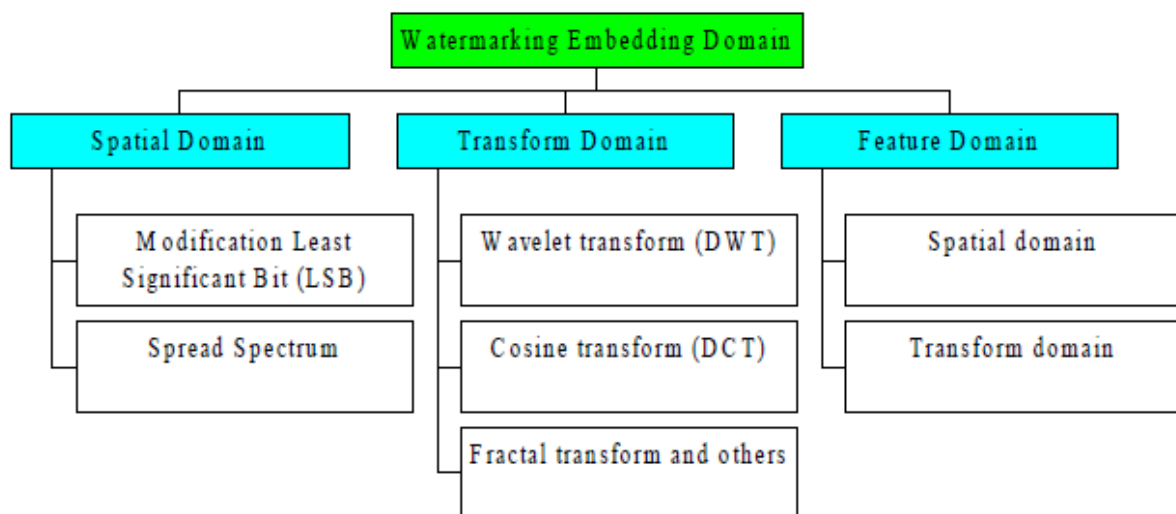 Watermarking Embedding Domain
Spatial Domain
Transform Domain
Feature Domain
Modification Least
Significant Bit (LSB)
Spread Spectrum
Wavelet transform (DWT)
Cosine transform (DCT)
Fractal transform and others
Spatial domain
Transform domain